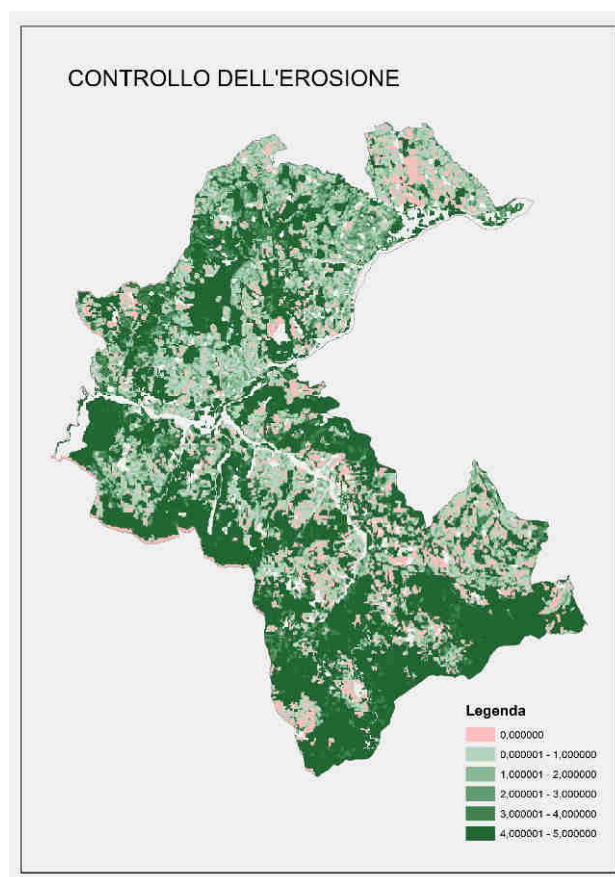 CONTROLLO DELL'EROSIONE
Legenda
0,000000
0,000001 - 1,000000
1,000001 - 2,000000
2,000001 - 3,000000
3,000001 - 4,000000
4,000001 - 5,000000